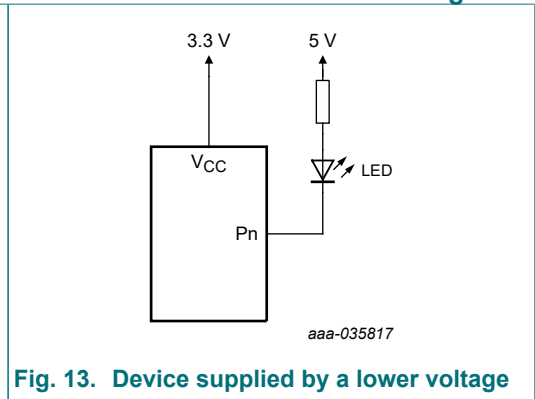 3.3 V
5 V
VCC
LED
Pn
aaa-035817
Fig. 13. Device supplied by a lower voltage